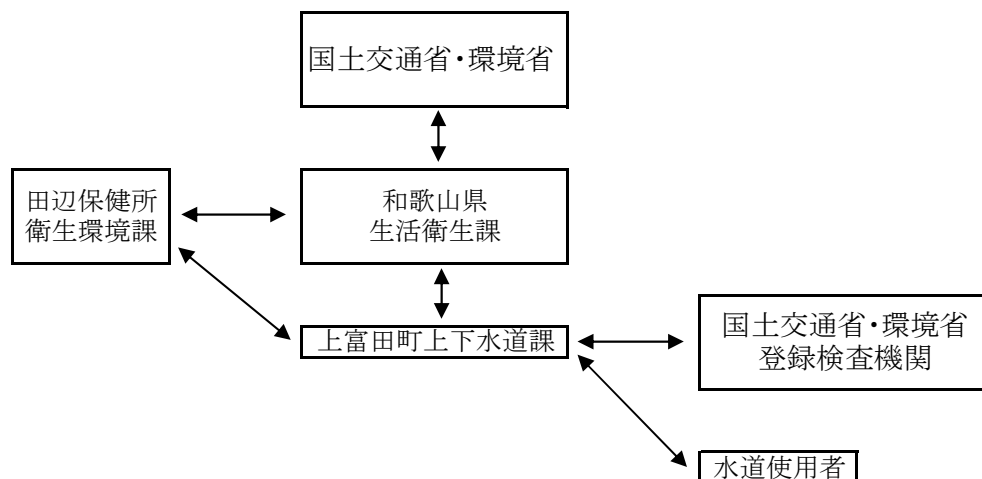 国土交通省・環境省
田辺保健所
衛生環境課
和歌山県
生活衛生課
上富田町上下水道課
国土交通省・環境省
登録検査機関
水道使用者